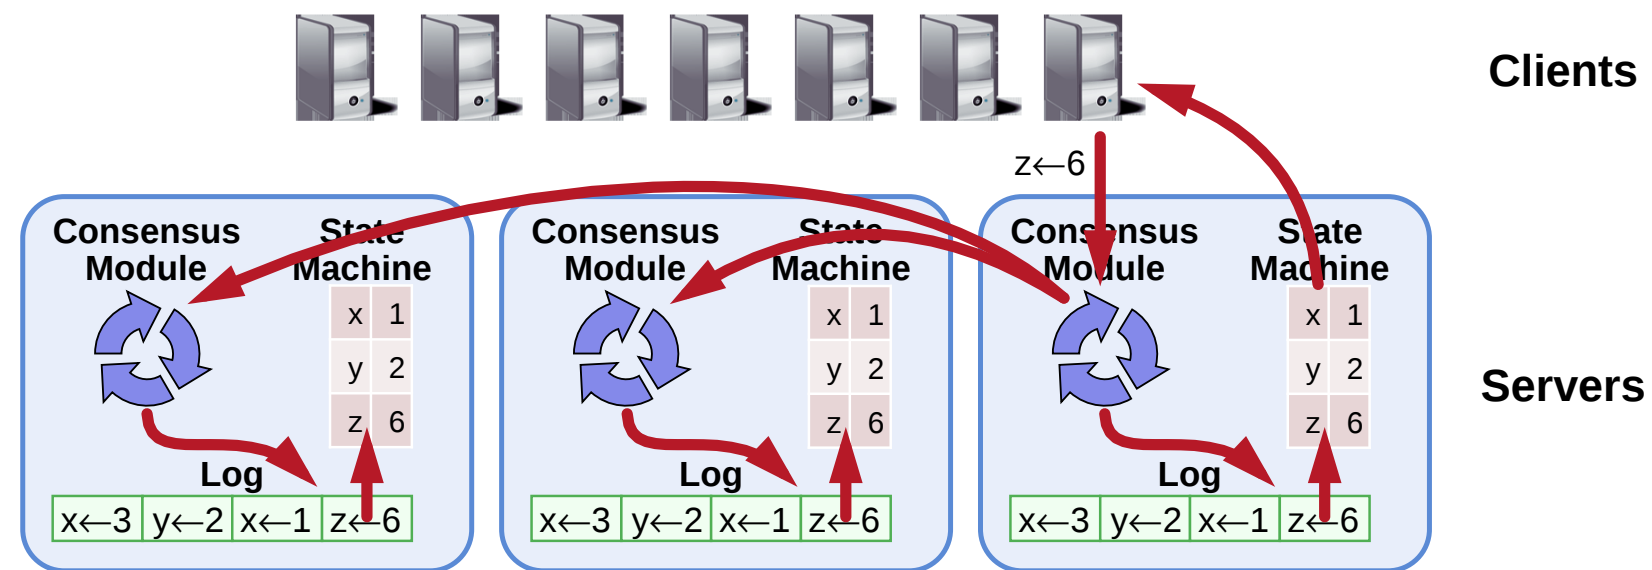 Clients
z←6
Consensus Module
State Machine
x 1
y 2
z 6
Log
x←3 y←2 x←1 z←6
Consensus Module
State Machine
x 1
y 2
z 6
Log
x←3 y←2 x←1 z←6
Consensus Module
State Machine
x 1
y 2
z 6
Log
x←3 y←2 x←1 z←6
Servers